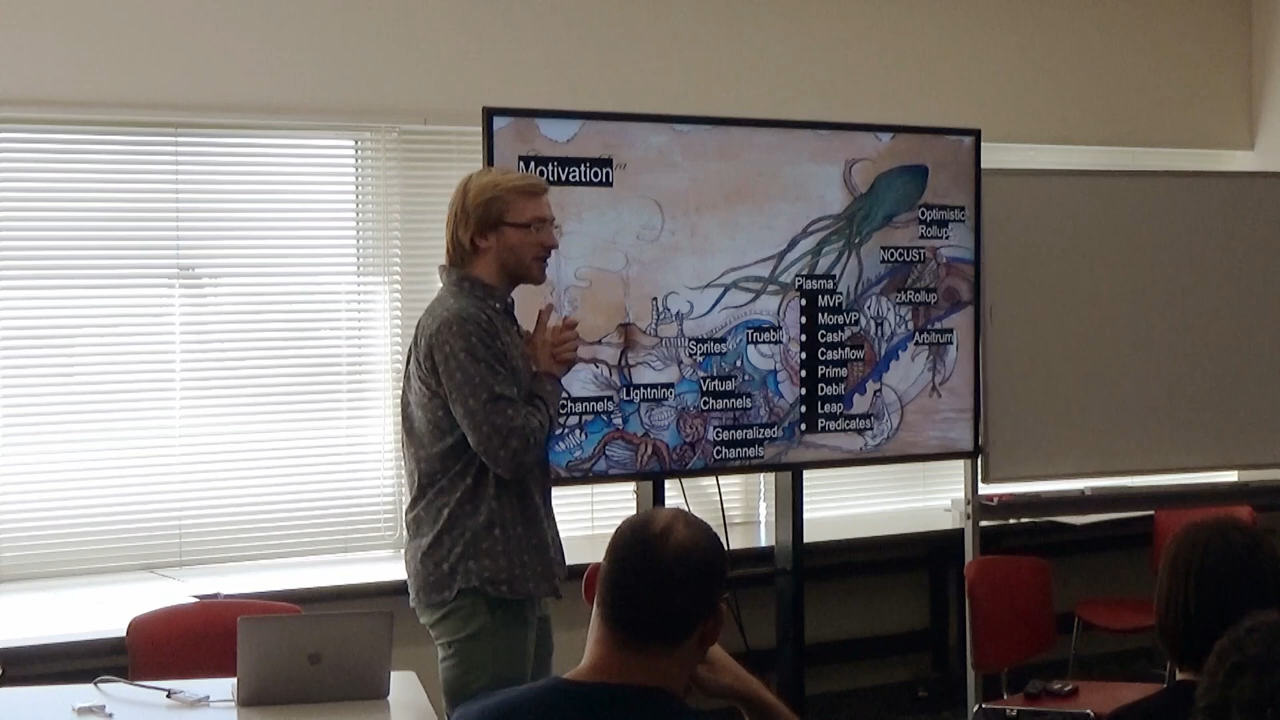 Motivation
Optimistic
Rollup
NOCUST
zkRollup
Arbitrum
Plasma:
MVP
MoreVP
Cash
Cashflow
Prime
Debit
Leap
Predicates!
Truebit
Sprites
Virtual
Channels
Lightning
Channels
Generalized
Channels